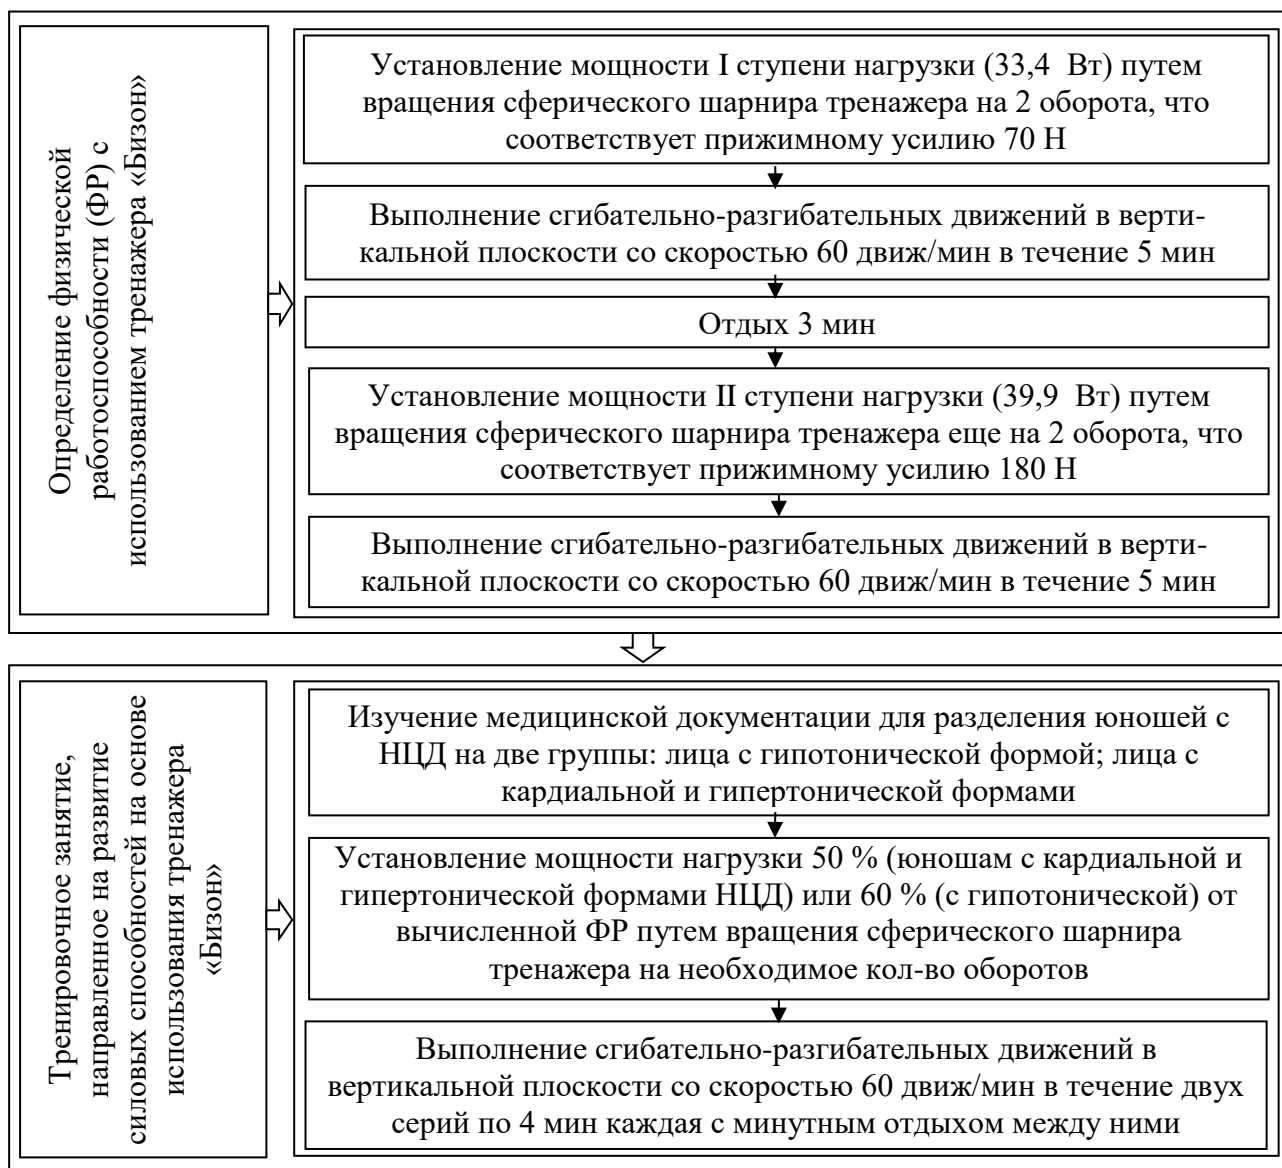 Определение физической
работоспособности (ФР) с
использованием тренажера «Бизон»
Установление мощности I ступени нагрузки (33,4 Вт) путем
вращения сферического шарнира тренажера на 2 оборота, что
соответствует прижимному усилию 70 Н
Выполнение сгибательно-разгибательных движений в верти-
кальной плоскости со скоростью 60 движ/мин в течение 5 мин
Отдых 3 мин
Установление мощности II ступени нагрузки (39,9 Вт) путем
вращения сферического шарнира тренажера еще на 2 оборота, что
соответствует прижимному усилию 180 Н
Выполнение сгибательно-разгибательных движений в верти-
кальной плоскости со скоростью 60 движ/мин в течение 5 мин
Тренировочное занятие,
направленное на развитие
силовых способностей на основе
использования тренажера
«Бизон»
Изучение медицинской документации для разделения юношей с
НЦД на две группы: лица с гипотонической формой; лица с
кардиальной и гипертонической формами
Установление мощности нагрузки 50 % (юношам с кардиальной и
гипертонической формами НЦД) или 60 % (с гипотонической) от
вычисленной ФР путем вращения сферического шарнира
тренажера на необходимое кол-во оборотов
Выполнение сгибательно-разгибательных движений в
вертикальной плоскости со скоростью 60 движ/мин в течение двух
серий по 4 мин каждая с минутным отдыхом между ними